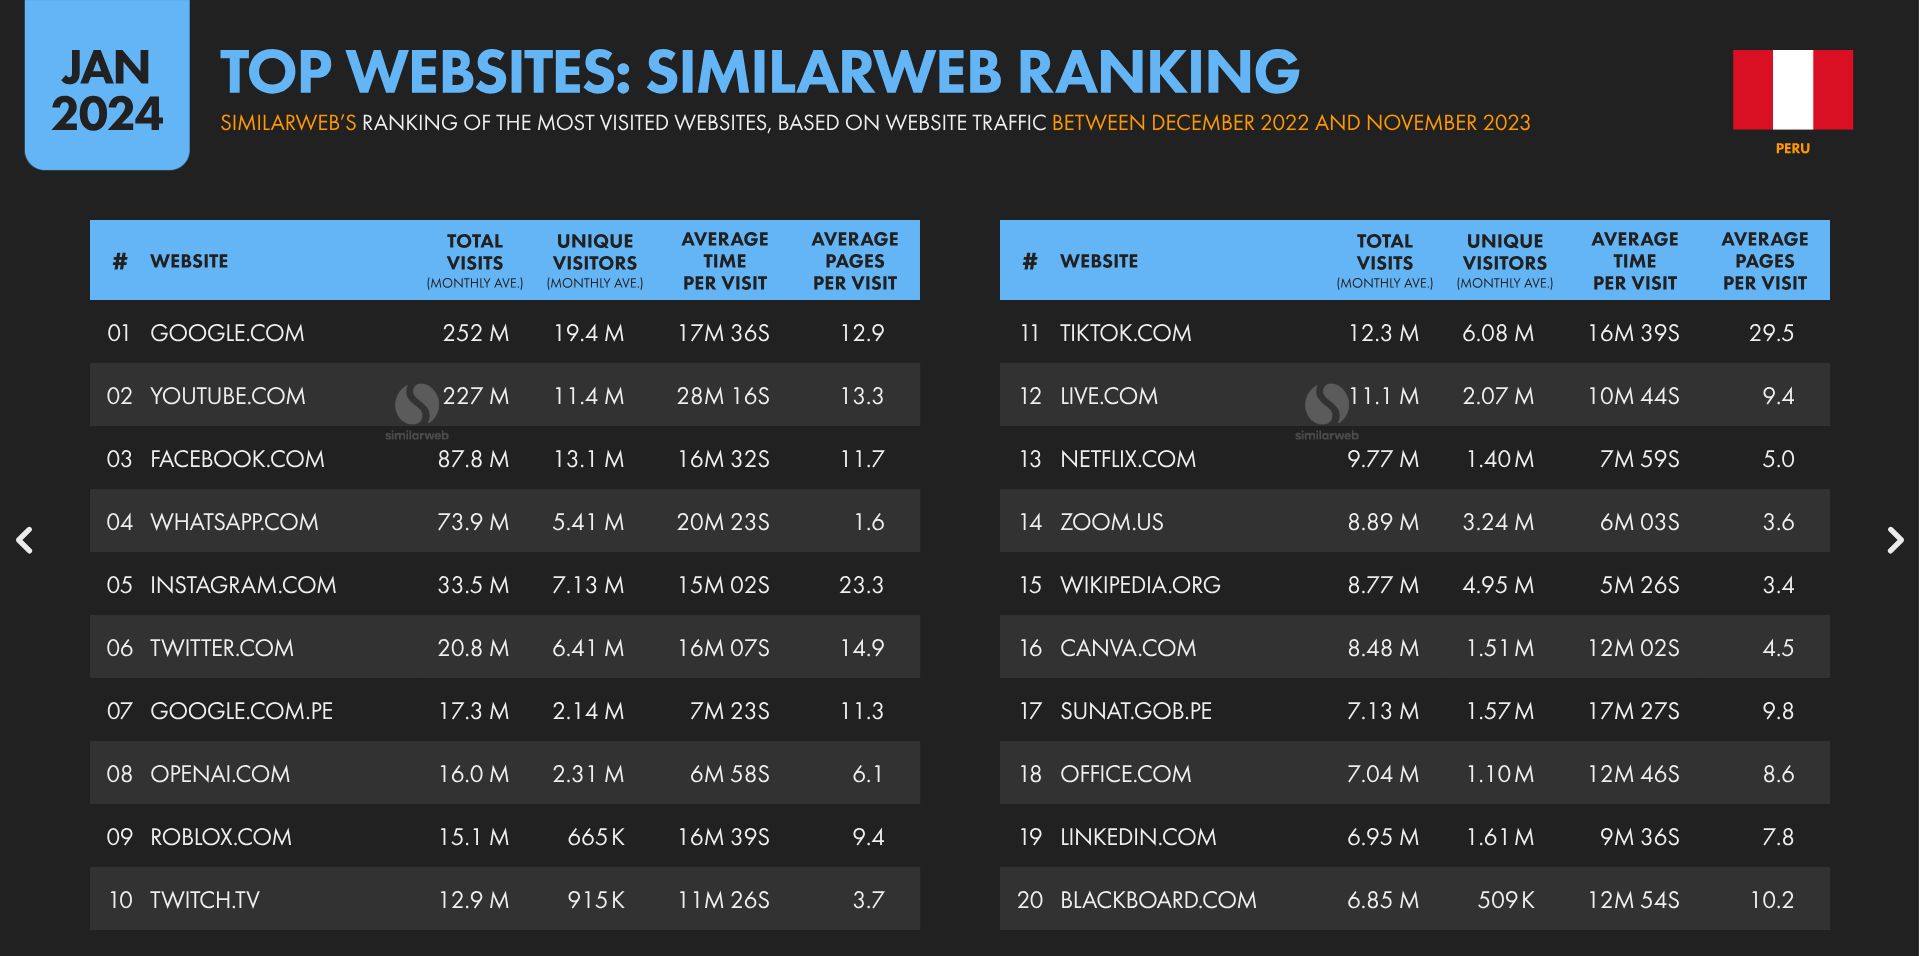 JAN
2024
TOP WEBSITES: SIMILARWEB RANKING
SIMILARWEB'S RANKING OF THE MOST VISITED WEBSITES, BASED ON WEBSITE TRAFFIC BETWEEN DECEMBER 2022 AND NOVEMBER 2023
PERU
# WEBSITE TOTAL VISITS (MONTHLY AVE.) UNIQUE VISITORS (MONTHLY AVE.) AVERAGE TIME PER VISIT AVERAGE PAGES PER VISIT
01 GOOGLE.COM 252 M 19.4 M 17M 36S 12.9
02 YOUTUBE.COM 227 M 11.4 M 28M 16S 13.3
similarweb
03 FACEBOOK.COM 87.8 M 13.1 M 16M 32S 11.7
04 WHATSAPP.COM 73.9 M 5.41 M 20M 23S 1.6
05 INSTAGRAM.COM 33.5 M 7.13 M 15M 02S 23.3
06 TWITTER.COM 20.8 M 6.41 M 16M 07S 14.9
07 GOOGLE.COM.PE 17.3 M 2.14 M 7M 23S 11.3
08 OPENAI.COM 16.0 M 2.31 M 6M 58S 6.1
09 ROBLOX.COM 15.1 M 665 K 16M 39S 9.4
10 TWITCH.TV 12.9 M 915 K 11M 26S 3.7
# WEBSITE TOTAL VISITS (MONTHLY AVE.) UNIQUE VISITORS (MONTHLY AVE.) AVERAGE TIME PER VISIT AVERAGE PAGES PER VISIT
11 TIKTOK.COM 12.3 M 6.08 M 16M 39S 29.5
12 LIVE.COM 11.1 M 2.07 M 10M 44S 9.4
similarweb
13 NETFLIX.COM 9.77 M 1.40 M 7M 59S 5.0
14 ZOOM.US 8.89 M 3.24 M 6M 03S 3.6
15 WIKIPEDIA.ORG 8.77 M 4.95 M 5M 26S 3.4
16 CANVA.COM 8.48 M 1.51 M 12M 02S 4.5
17 SUNAT.GOB.PE 7.13 M 1.57 M 17M 27S 9.8
18 OFFICE.COM 7.04 M 1.10 M 12M 46S 8.6
19 LINKEDIN.COM 6.95 M 1.61 M 9M 36S 7.8
20 BLACKBOARD.COM 6.85 M 509 K 12M 54S 10.2